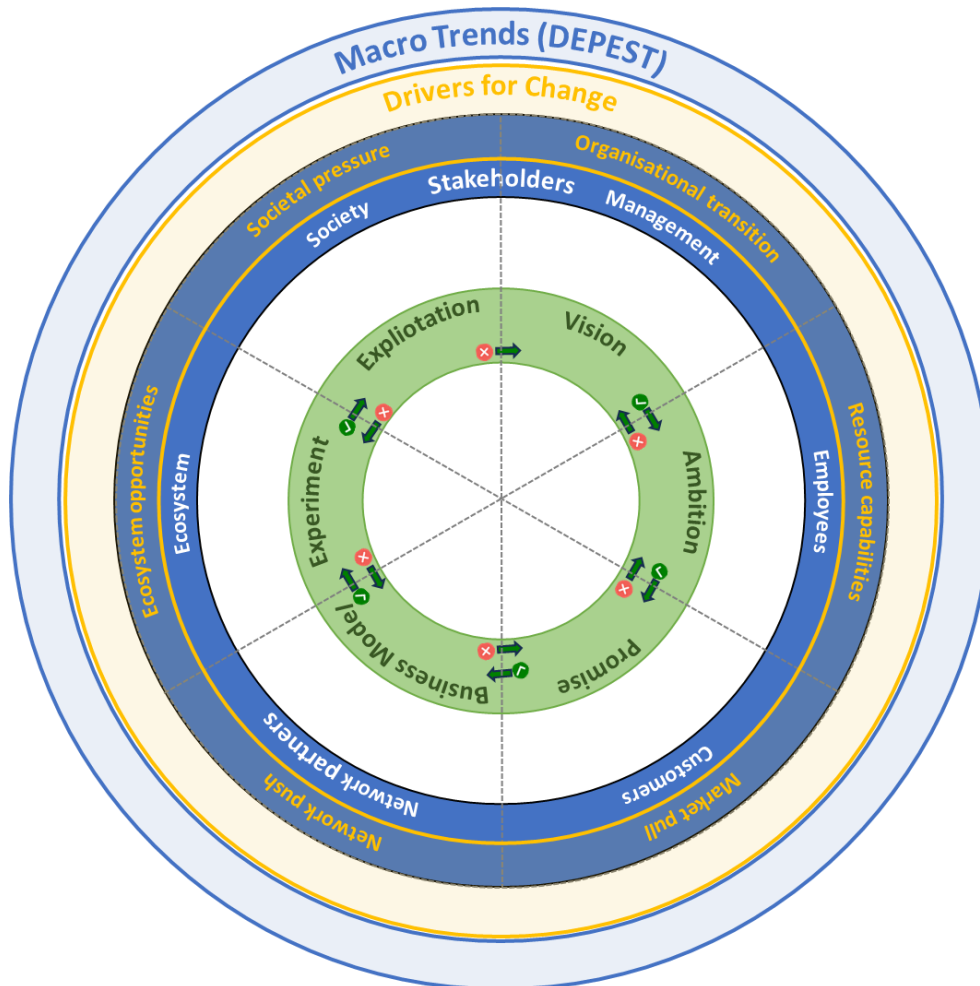 Macro Trends (DEPEST)
Drivers for Change
Societal pressure
Organisational transition
Resource capabilities
Market pull
Network push
Ecosystem opportunities
Stakeholders
Society
Management
Employees
Customers
Network partners
Ecosystem
Vision
Ambition
Promise
Business Model
Experiment
Expliotation